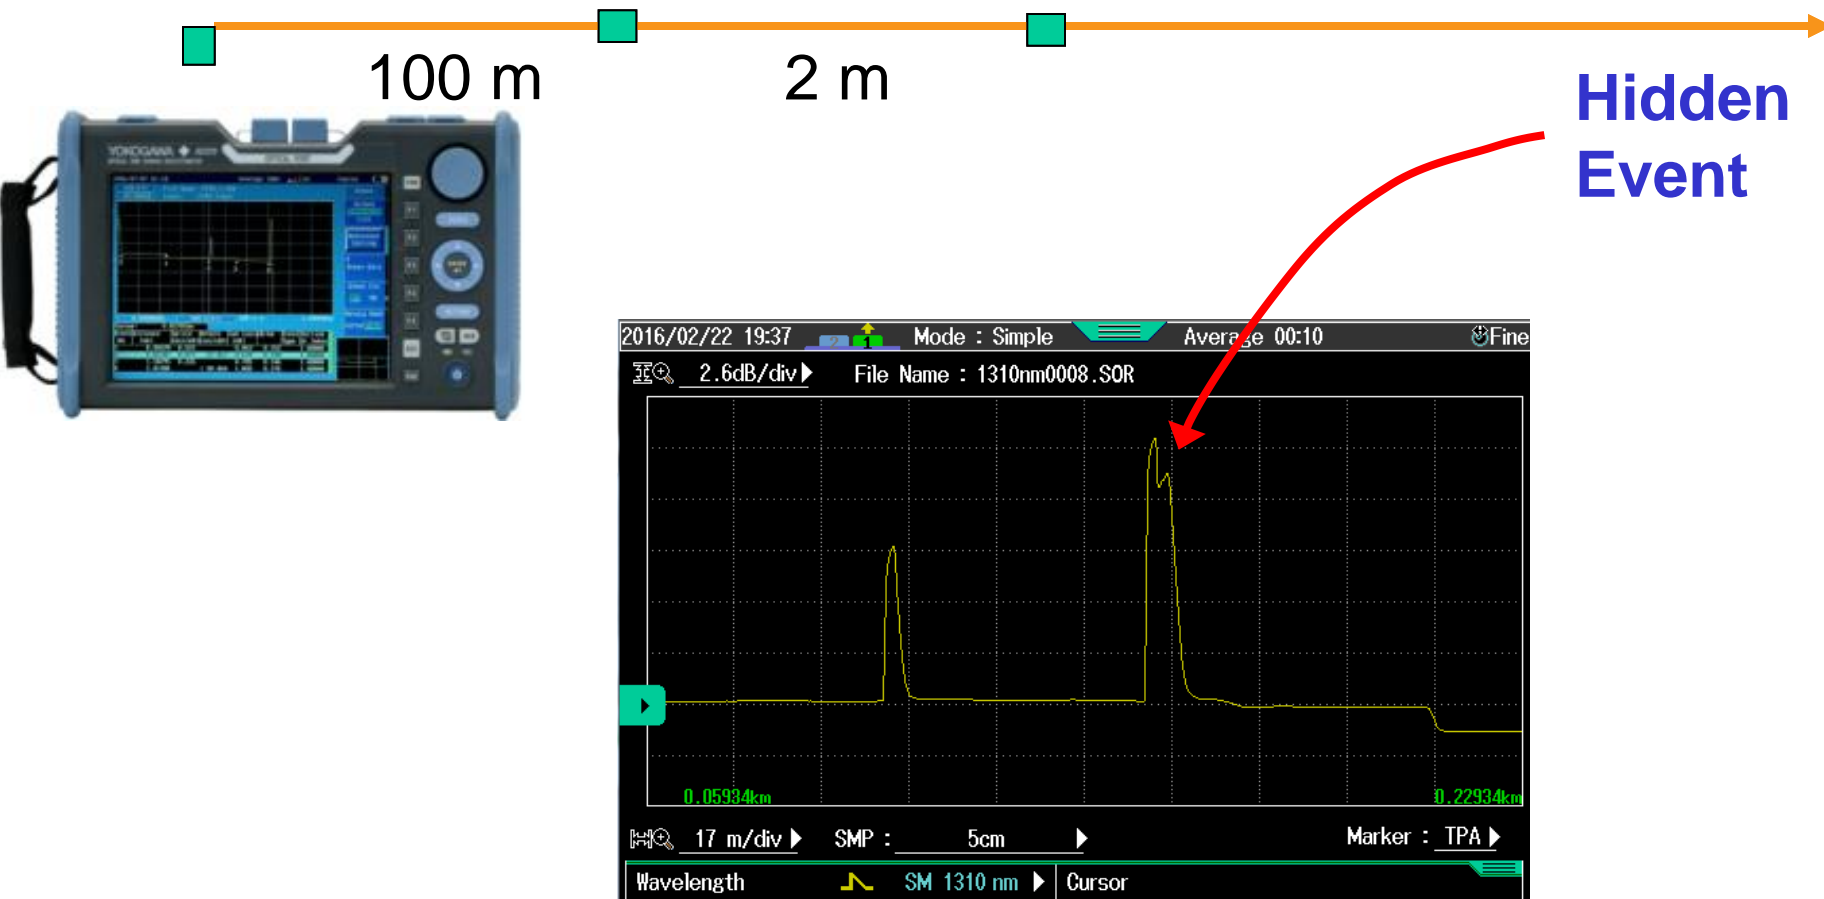 100 m
2 m
Hidden
Event
YOKOGAWA
2016/02/22 19:37
2
1
Mode : Simple
Average 00:10
Fine
2.6dB/div
File Name : 1310nm0008.SOR
0.05934km
0.22934km
17 m/div
SMP :
5cm
Marker : TPA
Wavelength
SM 1310 nm
Cursor